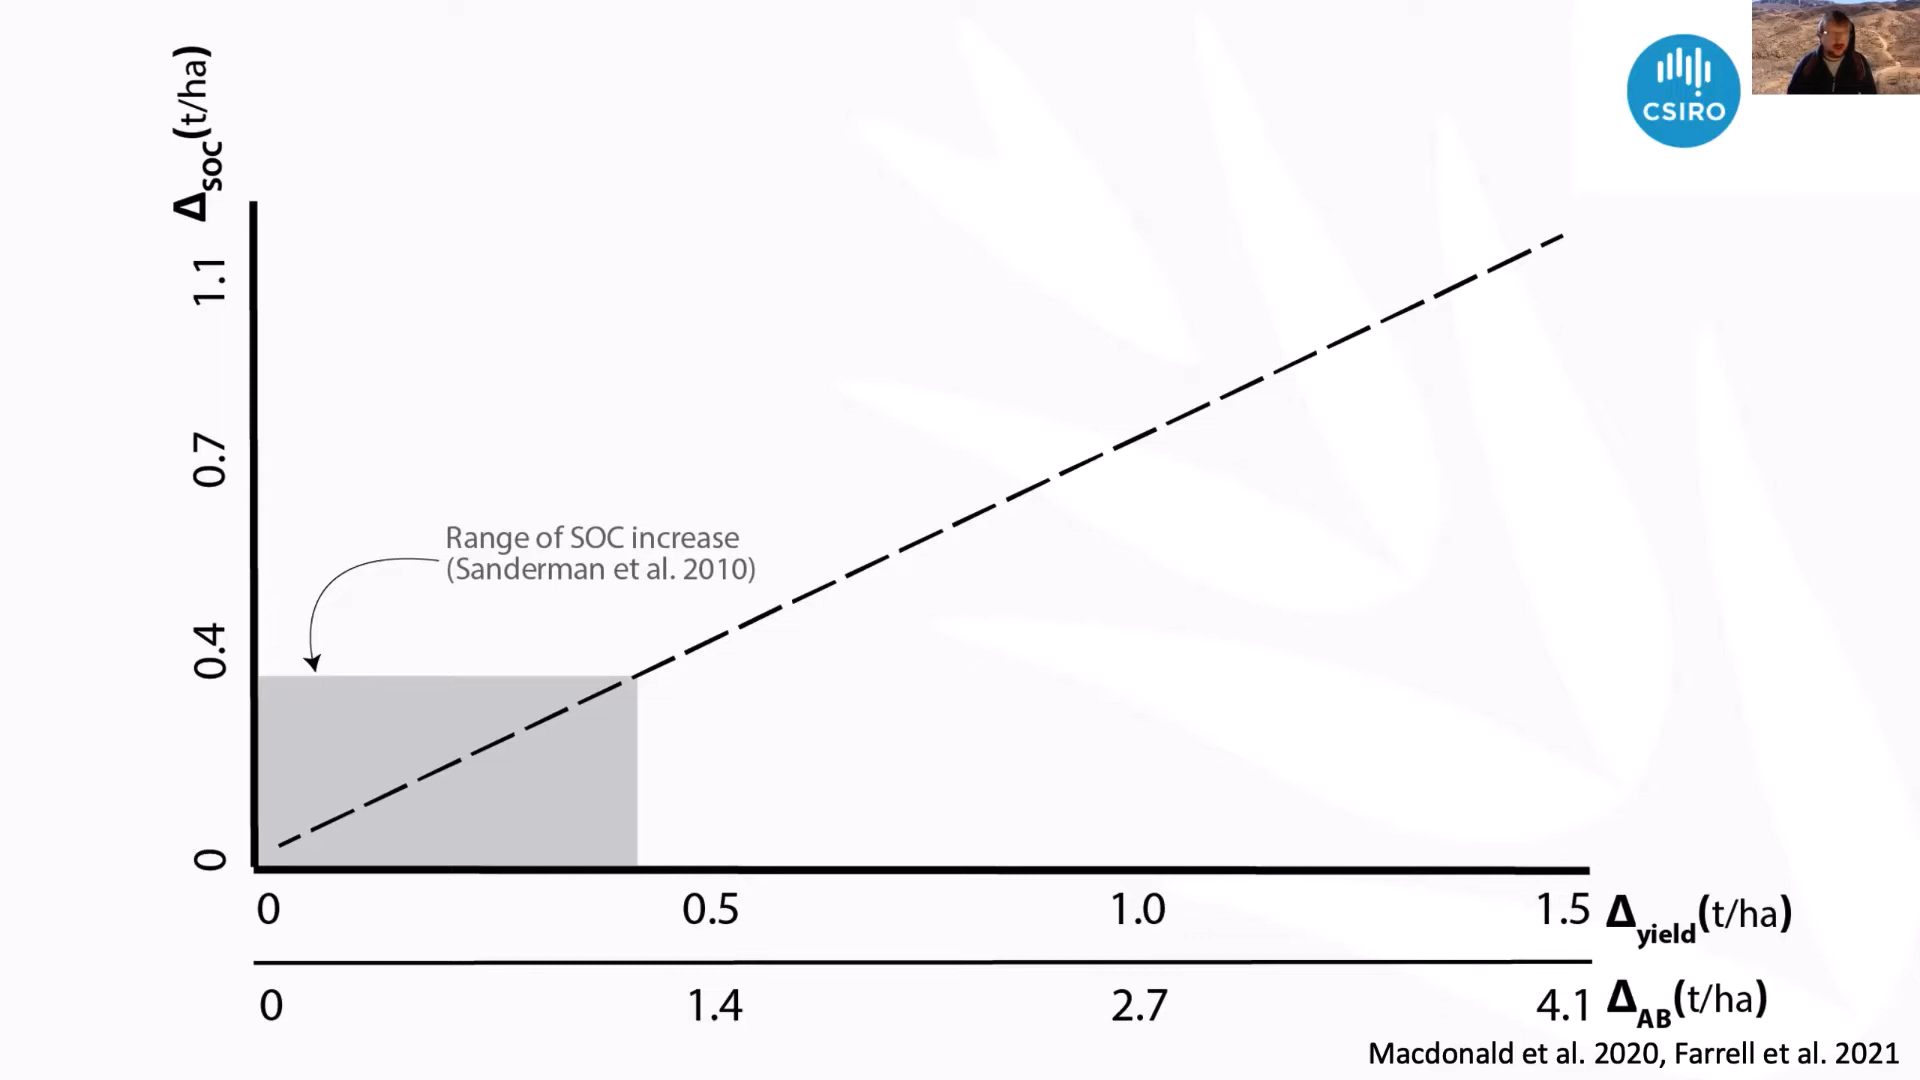 CSIRO
Δsoc(t/ha)
1.1
0.7
0.4
0
Range of SOC increase
(Sanderman et al. 2010)
0 0.5 1.0 1.5 Δyield(t/ha)
0 1.4 2.7 4.1 ΔAB(t/ha)
Macdonald et al. 2020, Farrell et al. 2021